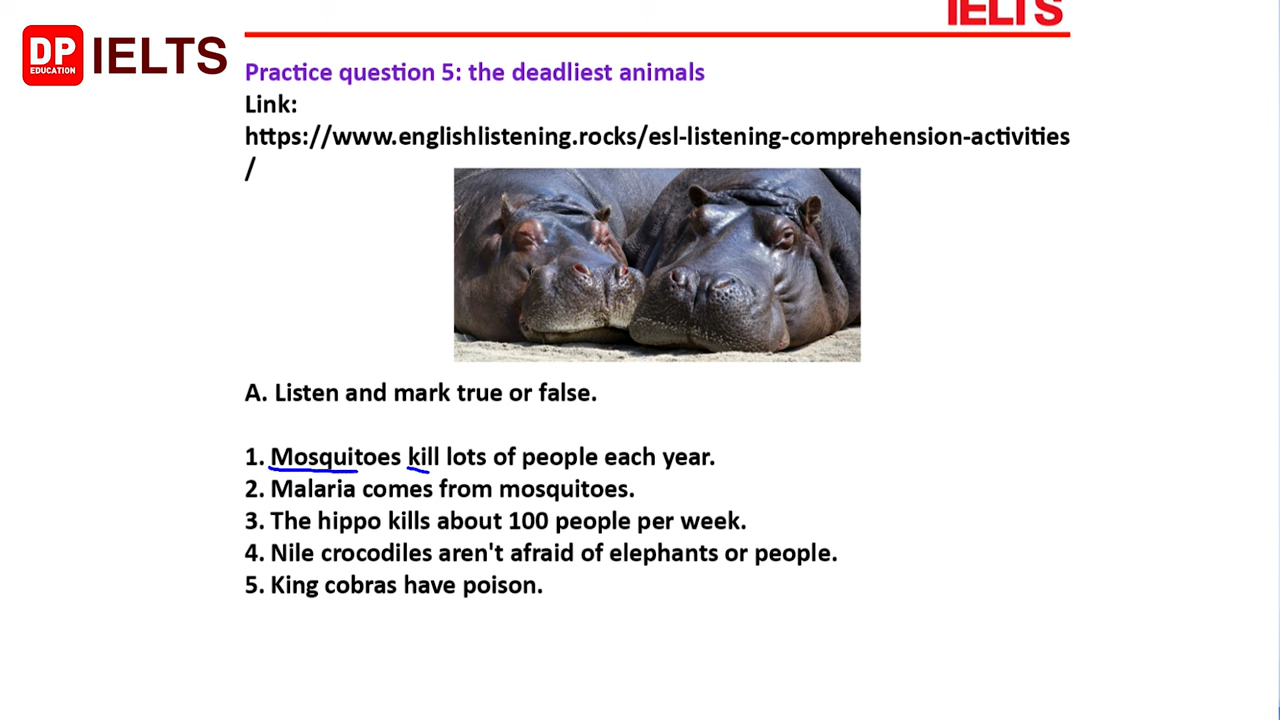 IELTS
DP
EDUCATION
IELTS
Practice question 5: the deadliest animals
Link:
https://www.englishlistening.rocks/esl-listening-comprehension-activities
/
A. Listen and mark true or false.
1. Mosquitoes kill lots of people each year.
2. Malaria comes from mosquitoes.
3. The hippo kills about 100 people per week.
4. Nile crocodiles aren't afraid of elephants or people.
5. King cobras have poison.